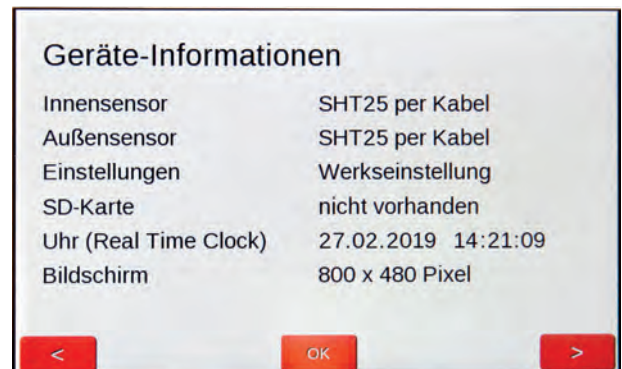 Geräte-Informationen
Innensensor SHT25 per Kabel
Außensensor SHT25 per Kabel
Einstellungen Werkseinstellung
SD-Karte nicht vorhanden
Uhr (Real Time Clock) 27.02.2019 14:21:09
Bildschirm 800 x 480 Pixel
< OK >